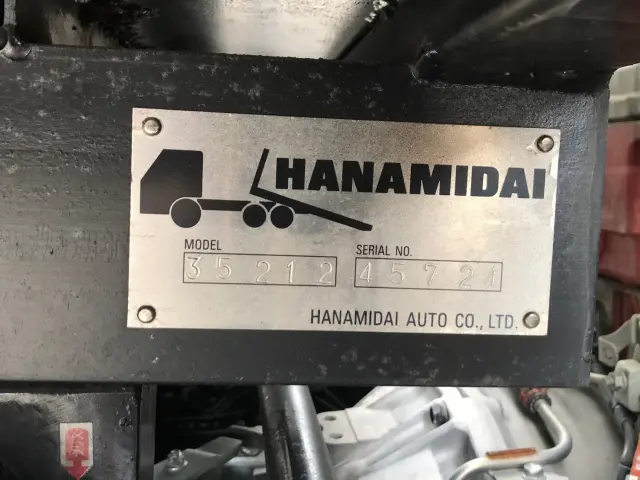 HANAMIDAI
MODEL SERIAL NO.
35212 45724
HANAMIDAI AUTO CO., LTD.